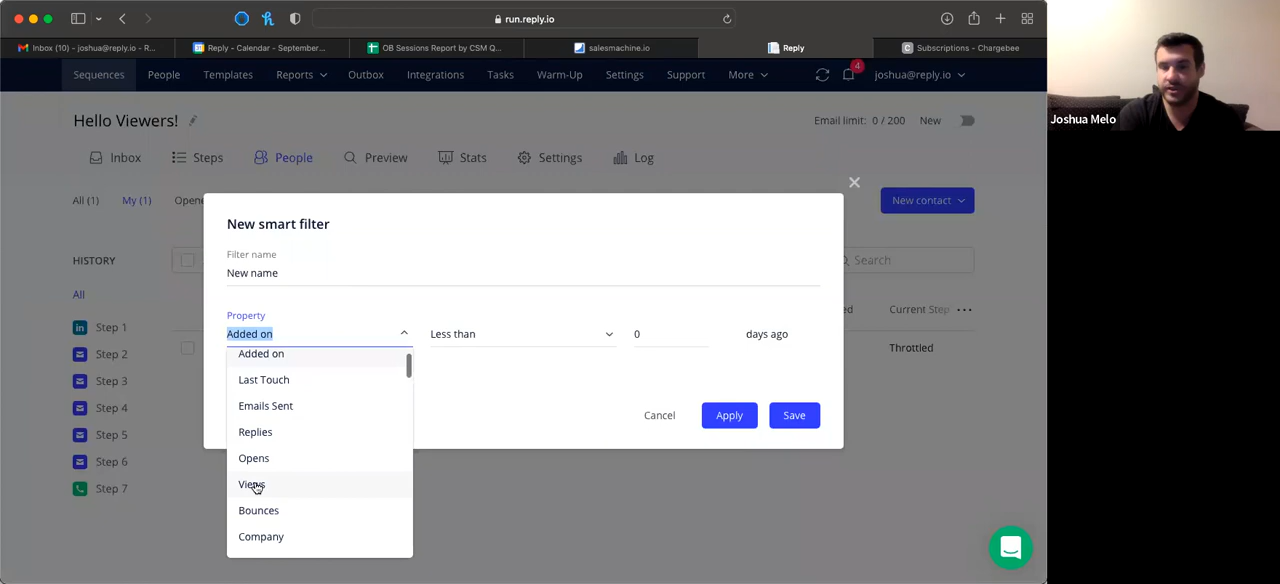 run.reply.io
Inbox (10) - joshua@reply.io - R...
Reply - Calendar - September...
OB Sessions Report by CSM Q...
salesmachine.io
Reply
Subscriptions - Chargebee
Sequences
People
Templates
Reports
Outbox
Integrations
Tasks
Warm-Up
Settings
Support
More
4
joshua@reply.io
Joshua Melo
Hello Viewers!
Email limit: 0 / 200
New
Inbox
Steps
People
Preview
Stats
Settings
Log
All (1)
My (1)
New contact
New smart filter
Filter name
New name
HISTORY
Search
All
Property
Added on
Less than
0
days ago
Current Step
Step 1
Step 2
Step 3
Step 4
Step 5
Step 6
Step 7
Throttled
Added on
Last Touch
Emails Sent
Replies
Opens
Views
Bounces
Company
Cancel
Apply
Save